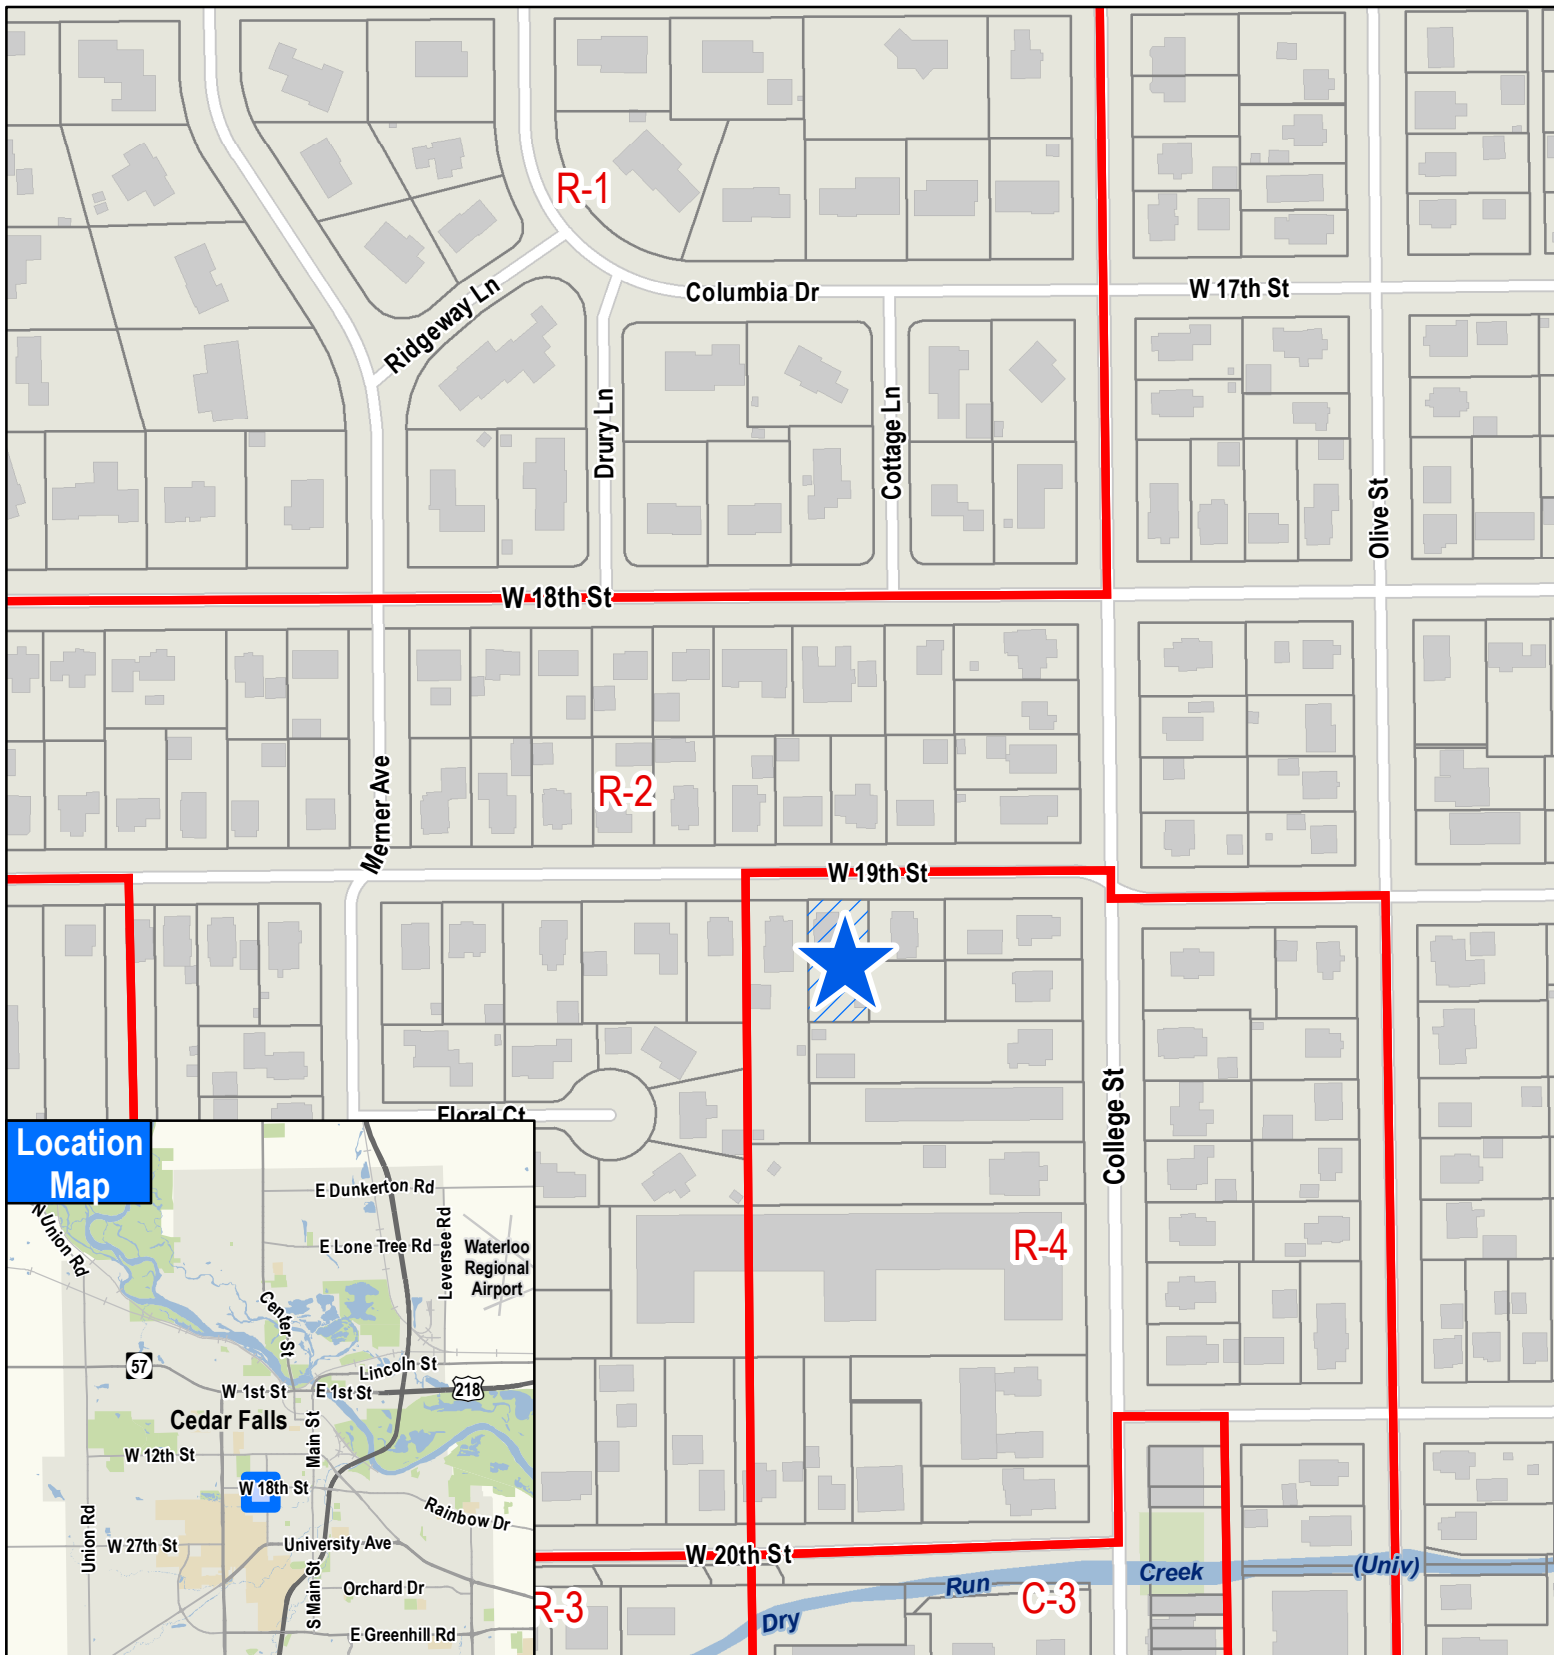 R-1
Columbia Dr
W 17th St
Ridgeway Ln
Drury Ln
Cottage Ln
Olive St
W 18th St
Merner Ave
R-2
W 19th St
College St
Floral Ct
R-4
W 20th St
R-3
C-3
Dry
Run
Creek
(Univ)
Location
Map
N Union Rd
E Dunkerton Rd
E Lone Tree Rd
Leversee Rd
Waterloo
Regional
Airport
Center St
57
Lincoln St
W 1st St
E 1st St
218
Cedar Falls
Main St
W 12th St
W 18th St
Rainbow Dr
Union Rd
W 27th St
University Ave
S Main St
Orchard Dr
E Greenhill Rd